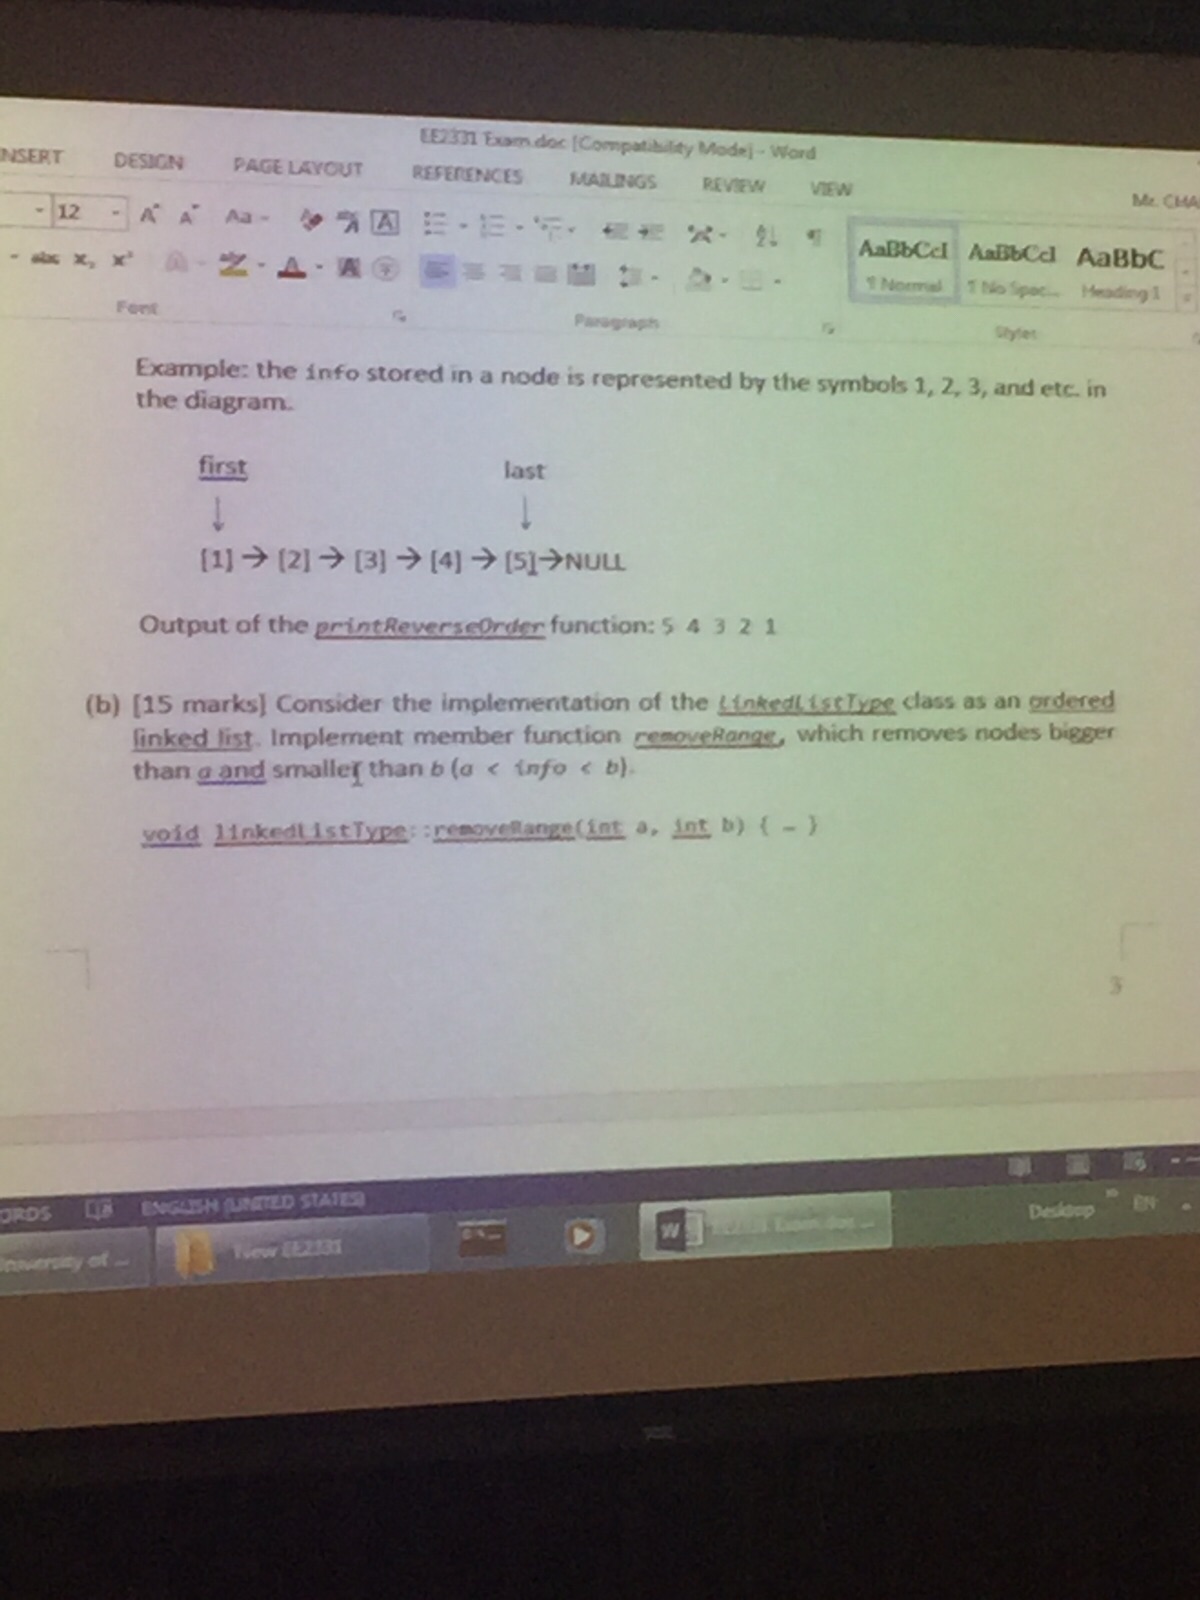 EE2331 Exam.doc [Compatibility Mode] - Word
NSERT DESIGN PAGE LAYOUT REFERENCES MAILINGS REVIEW VIEW
Mr. CHA
12 A A Aa A
abc x₂ x² A A A
AaBbCcI AaBbCcI AaBbC
¶ Normal ¶ No Spac... Heading 1
Font Paragraph Styles
Example: the info stored in a node is represented by the symbols 1, 2, 3, and etc. in
the diagram.
first last
↓ ↓
[1] → [2] → [3] → [4] → [5]→NULL
Output of the printReverseOrder function: 5 4 3 2 1
(b) [15 marks] Consider the implementation of the LinkedListType class as an ordered
linked list. Implement member function removeRange, which removes nodes bigger
than a and smaller than b (a < info < b).
void linkedListType::removeRange(int a, int b) { … }
3
ORDS ENGLISH (UNITED STATES)
University of ... New EE2331 EE2331 Exam.doc ... Desktop EN